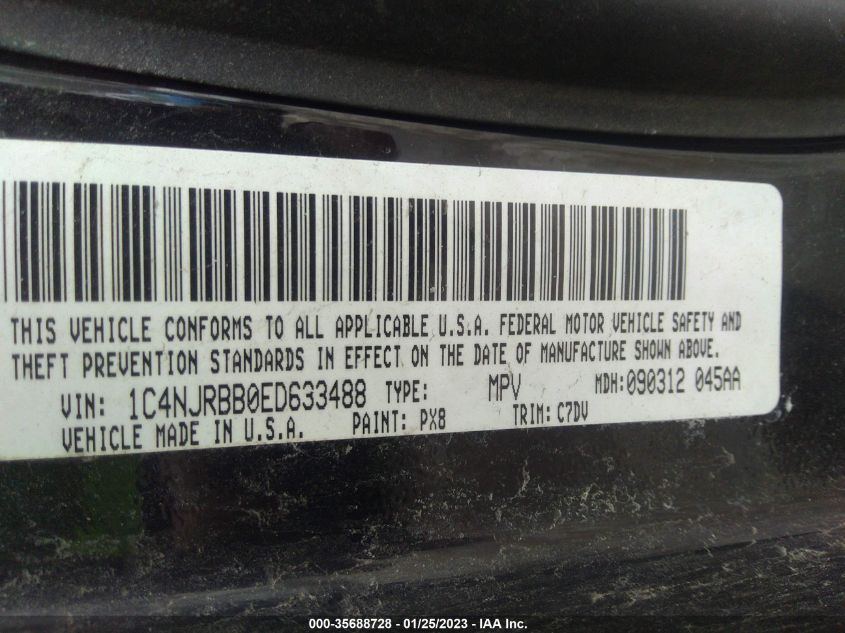 THIS VEHICLE CONFORMS TO ALL APPLICABLE U.S.A. FEDERAL MOTOR VEHICLE SAFETY AND
THEFT PREVENTION STANDARDS IN EFFECT ON THE DATE OF MANUFACTURE SHOWN ABOVE.
VIN: 1C4NJRBB0ED633488 TYPE: MPV MDH:090312 045AA
VEHICLE MADE IN U.S.A. PAINT: PX8 TRIM: C7DV
000-35688728 - 01/25/2023 - IAA Inc.